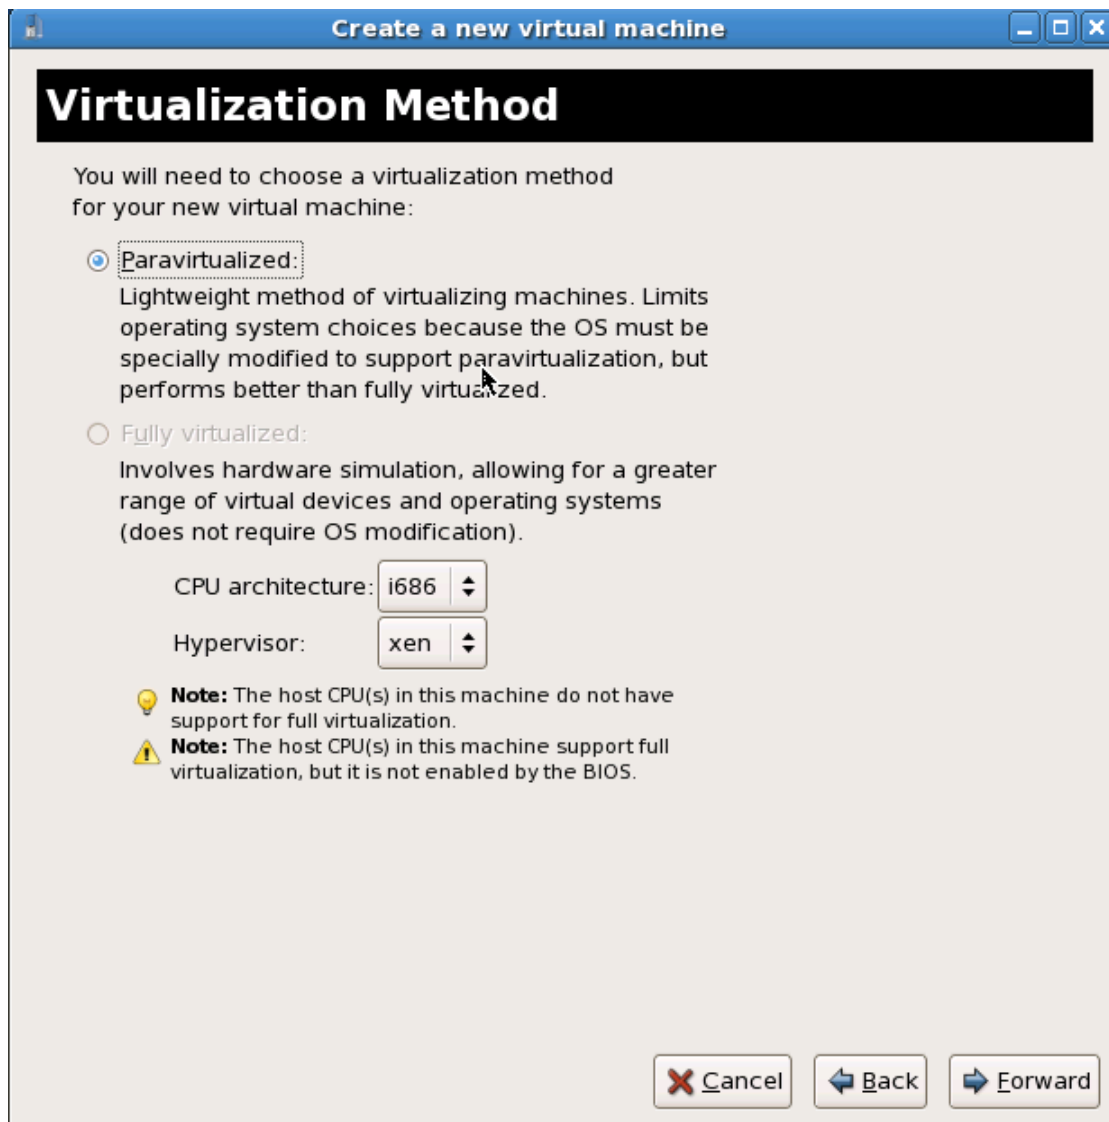 Create a new virtual machine
Virtualization Method
You will need to choose a virtualization method
for your new virtual machine:
Paravirtualized:
Lightweight method of virtualizing machines. Limits
operating system choices because the OS must be
specially modified to support paravirtualization, but
performs better than fully virtualized.
Fully virtualized:
Involves hardware simulation, allowing for a greater
range of virtual devices and operating systems
(does not require OS modification).
CPU architecture: i686
Hypervisor: xen
Note: The host CPU(s) in this machine do not have
support for full virtualization.
Note: The host CPU(s) in this machine support full
virtualization, but it is not enabled by the BIOS.
Cancel Back Forward